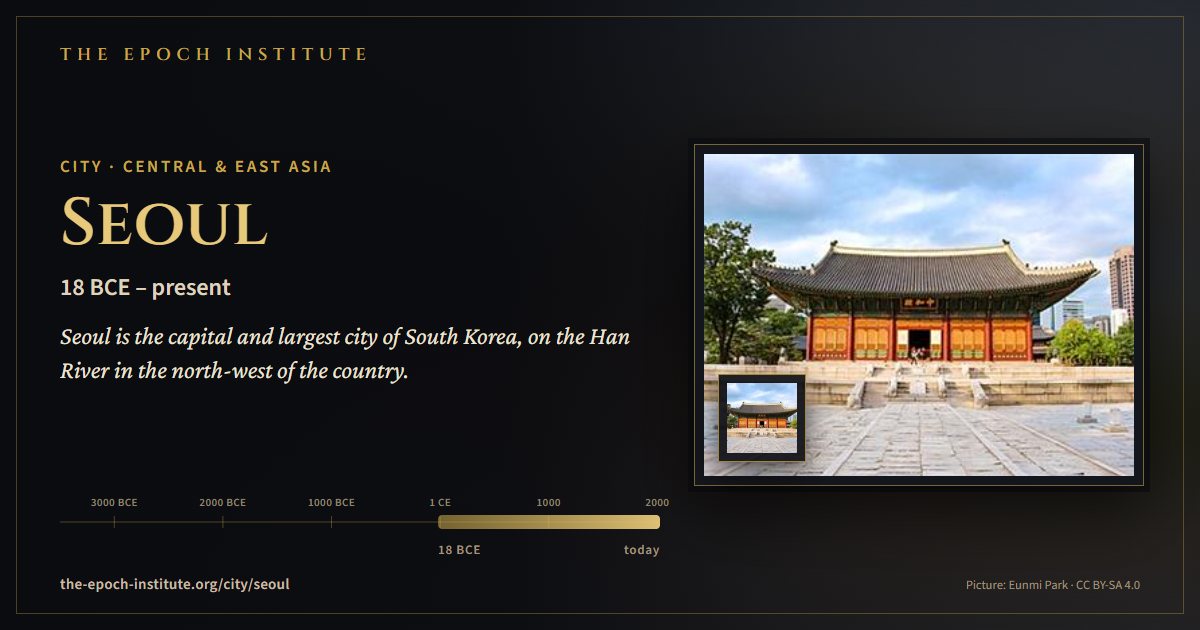 THE EPOCH INSTITUTE
CITY · CENTRAL & EAST ASIA
SEOUL
18 BCE – present
Seoul is the capital and largest city of South Korea, on the Han
River in the north-west of the country.
中和殿
3000 BCE 2000 BCE 1000 BCE 1 CE 1000 2000
18 BCE today
the-epoch-institute.org/city/seoul
Picture: Eunmi Park · CC BY-SA 4.0